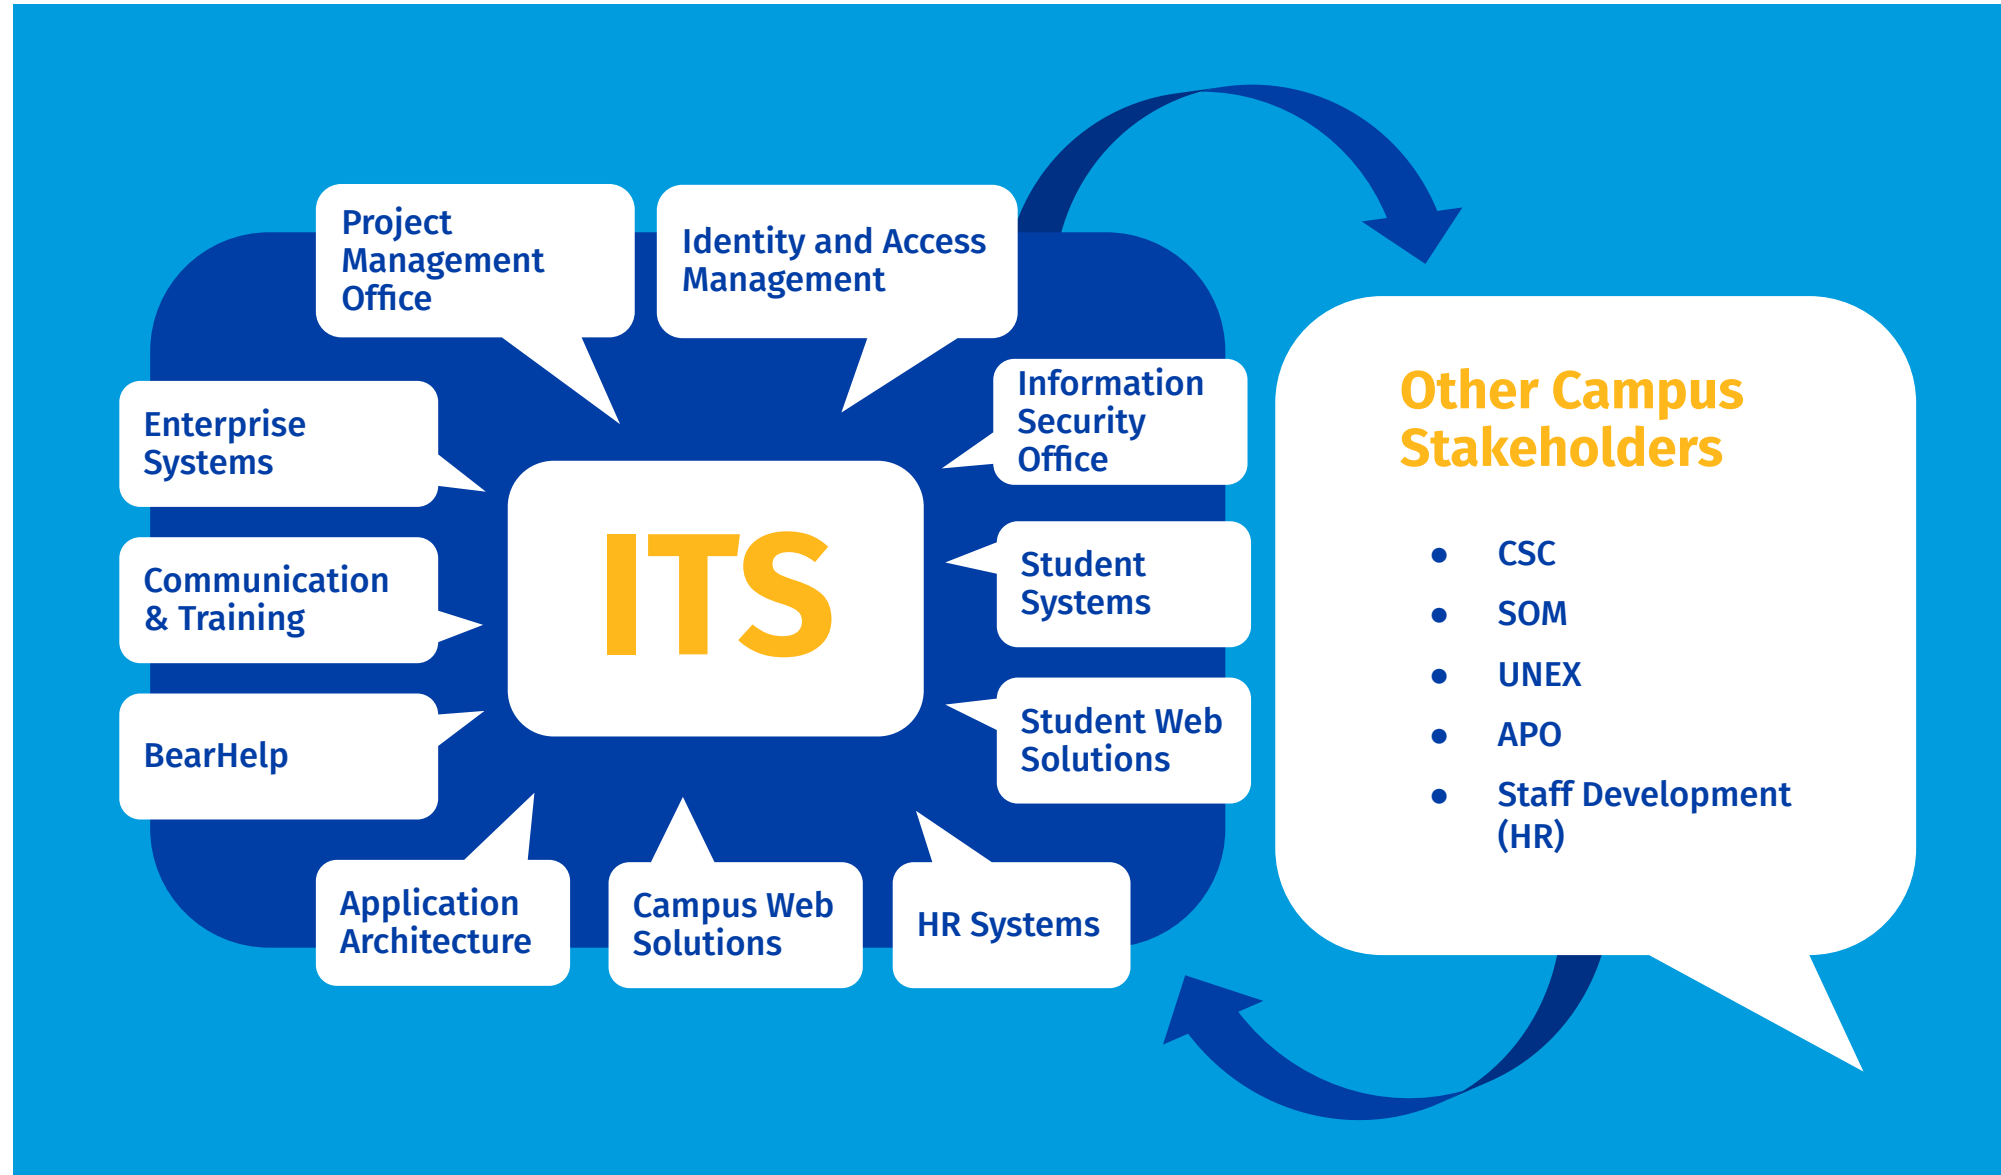 Project
Management
Office
Identity and Access
Management
Enterprise
Systems
Communication
& Training
BearHelp
ITS
Information
Security
Office
Student
Systems
Student Web
Solutions
Application
Architecture
Campus Web
Solutions
HR Systems
Other Campus
Stakeholders
● CSC
● SOM
● UNEX
● APO
● Staff Development
(HR)